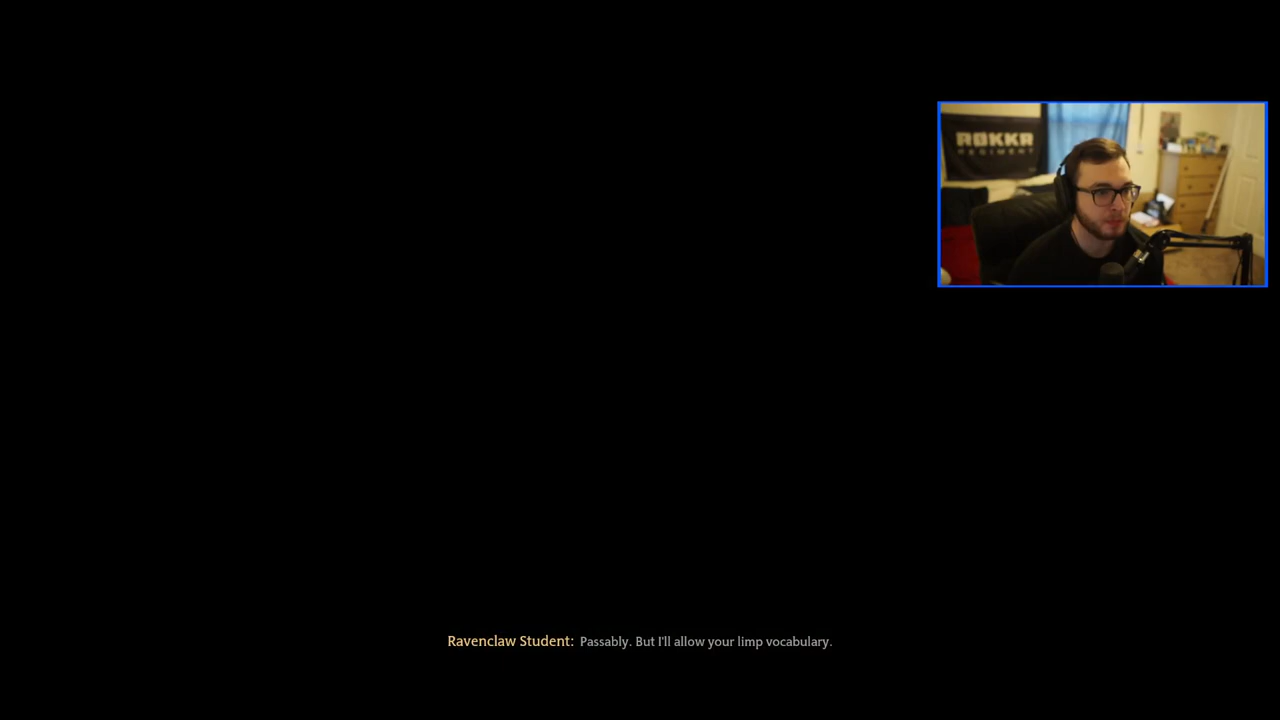 RØKKR
REGIMENT
Ravenclaw Student: Passably. But I'll allow your limp vocabulary.